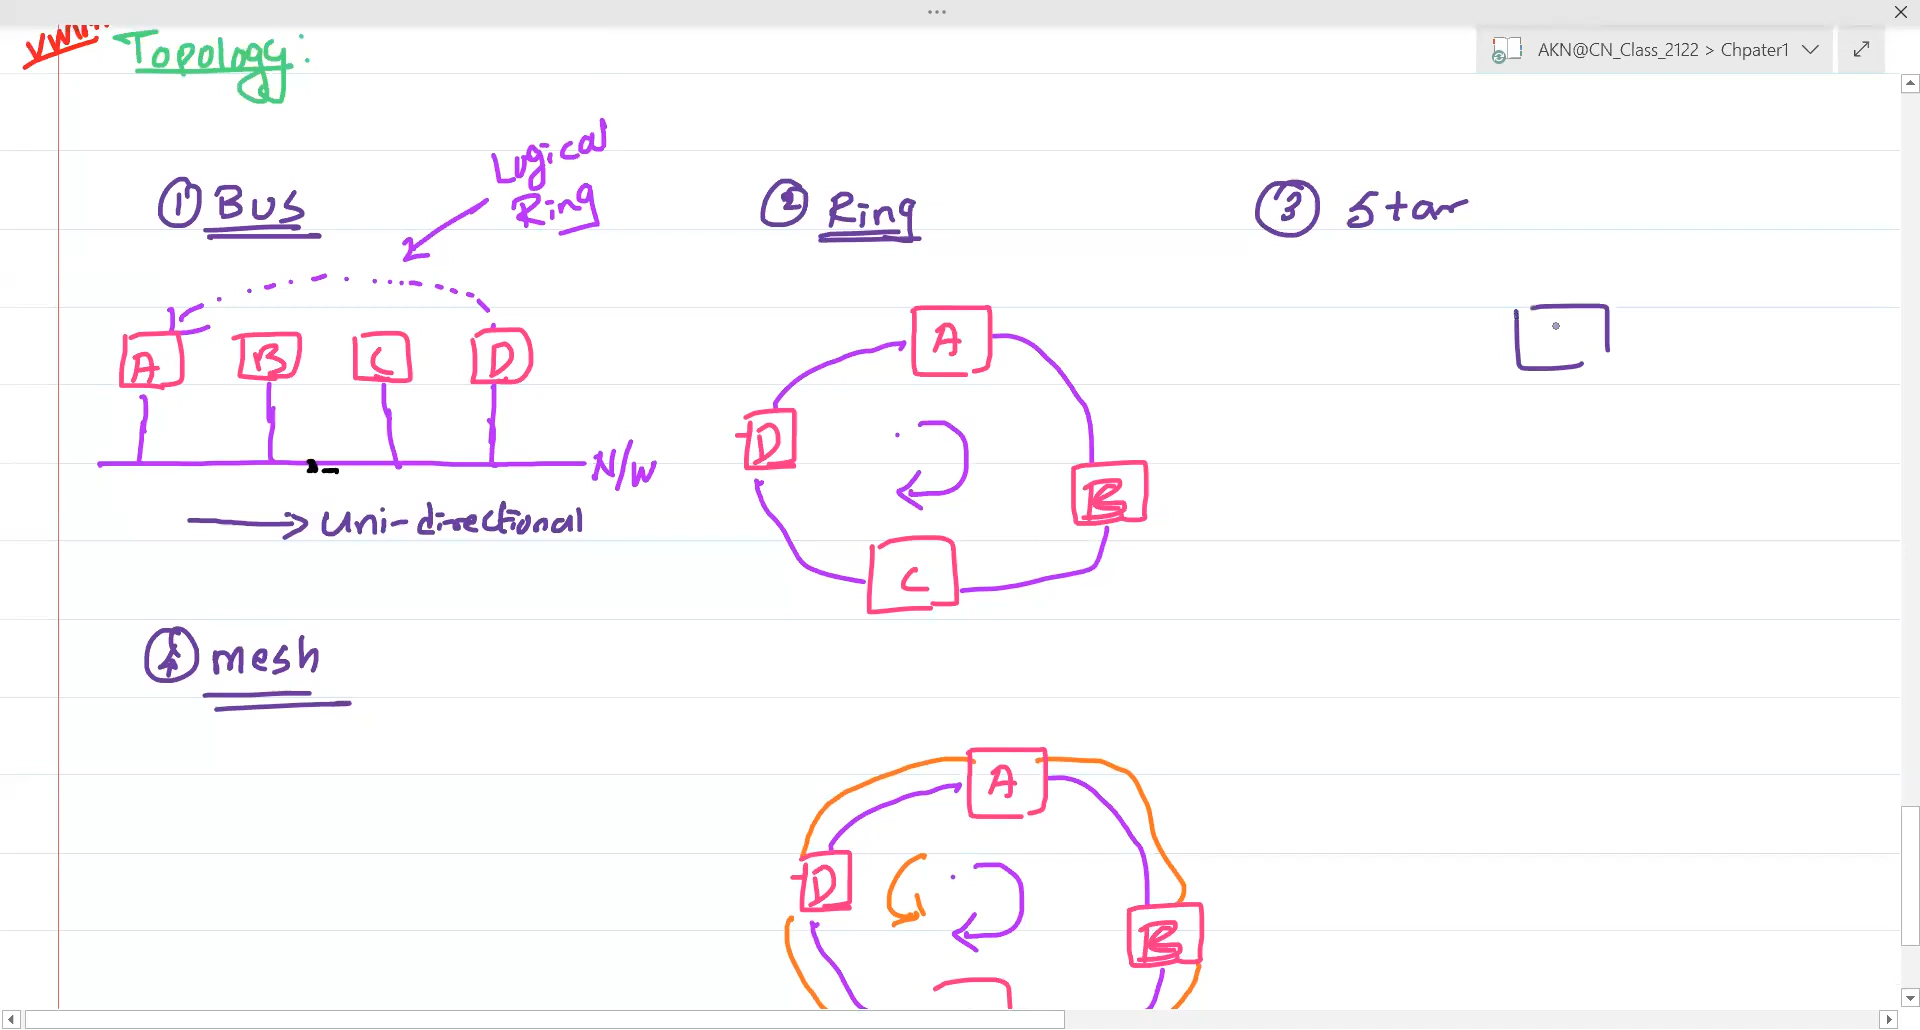 AKN@CN_Class_2122 > Chpater1
Topology:
Logical
Ring
① Bus
② Ring
③ Star
A B C D
N/W
→ uni-directional
A
D
B
C
④ mesh
A
D
B